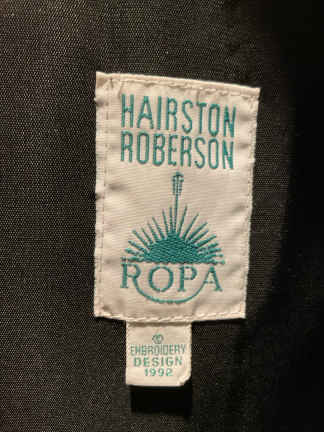 HAIRSTON
ROBERSON
ROPA
©
EMBROIDERY
DESIGN
1992